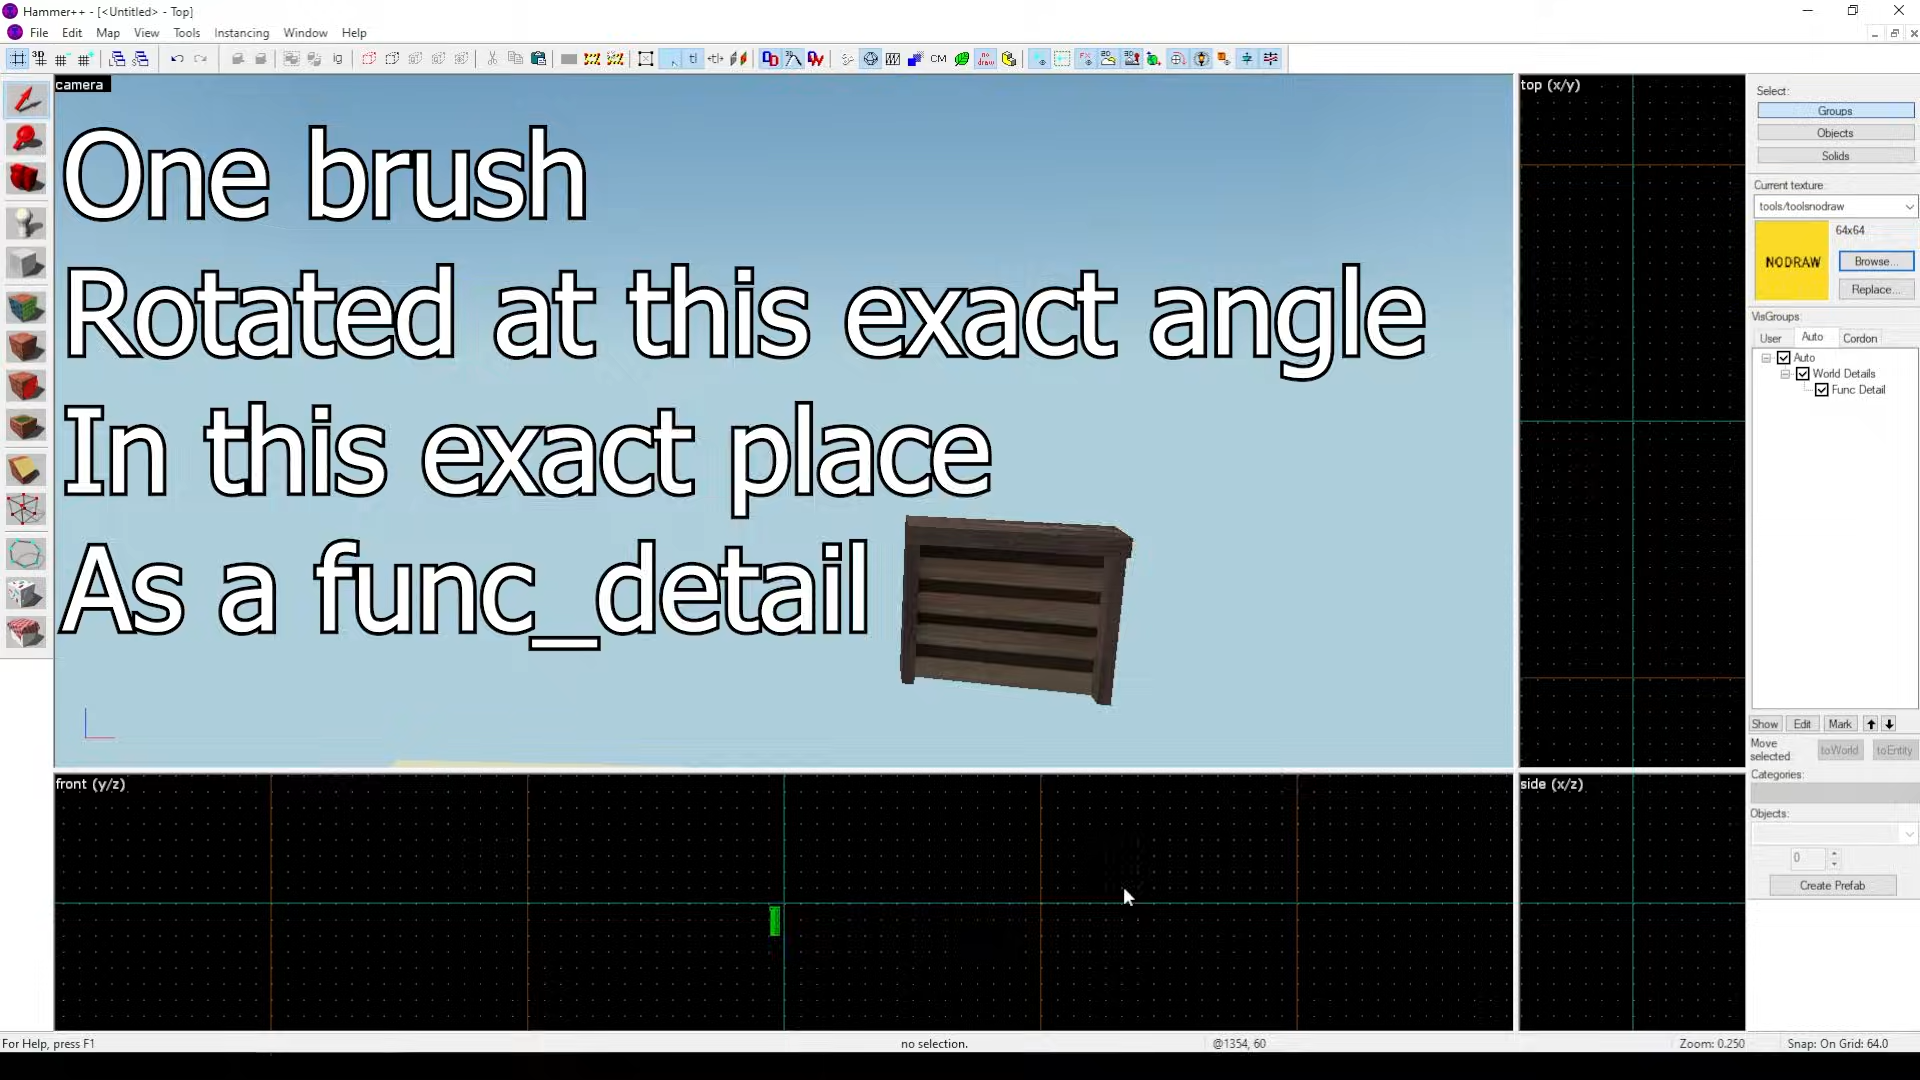 Hammer++ - [<Untitled> - Top]
File Edit Map View Tools Instancing Window Help
camera
One brush
Rotated at this exact angle
In this exact place
As a func_detail
top (x/y)
front (y/z)
side (x/z)
Select:
Groups
Objects
Solids
Current texture:
tools/toolsnodraw
64x64
NODRAW
Browse...
Replace...
VisGroups:
User Auto Cordon
Auto
World Details
Func Detail
Show Edit Mark
Move selected: toWorld toEntity
Categories:
Objects:
0
Create Prefab
For Help, press F1
no selection.
@1354, 60
Zoom: 0.250
Snap: On Grid: 64.0